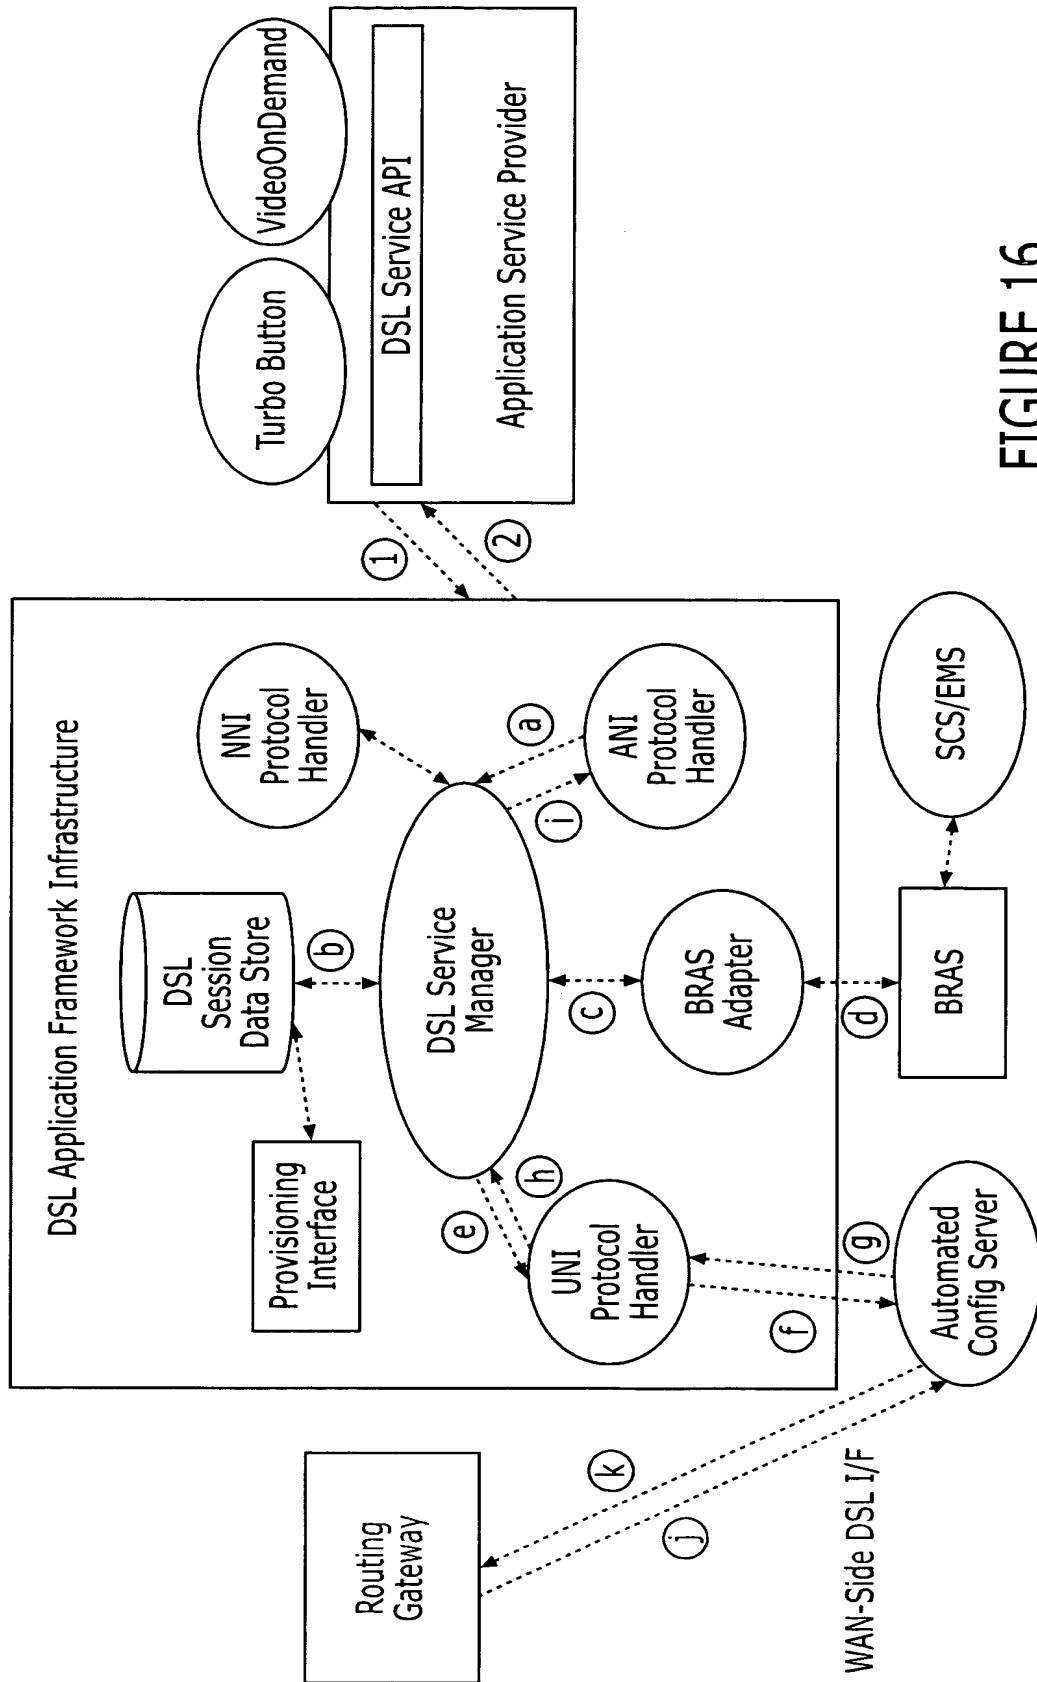 DSL Application Framework Infrastructure
Routing
Gateway
Provisioning
Interface
DSL
Session
Data Store
NNI
Protocol
Handler
Turbo Button
VideoOnDemand
DSL Service API
Application Service Provider
DSL Service
Manager
UNI
Protocol
Handler
BRAS
Adapter
ANI
Protocol
Handler
Automated
Config Server
BRAS
SCS/EMS
WAN-Side DSL I/F
1
2
a
b
c
d
e
f
g
h
i
j
k
FIGURE 16